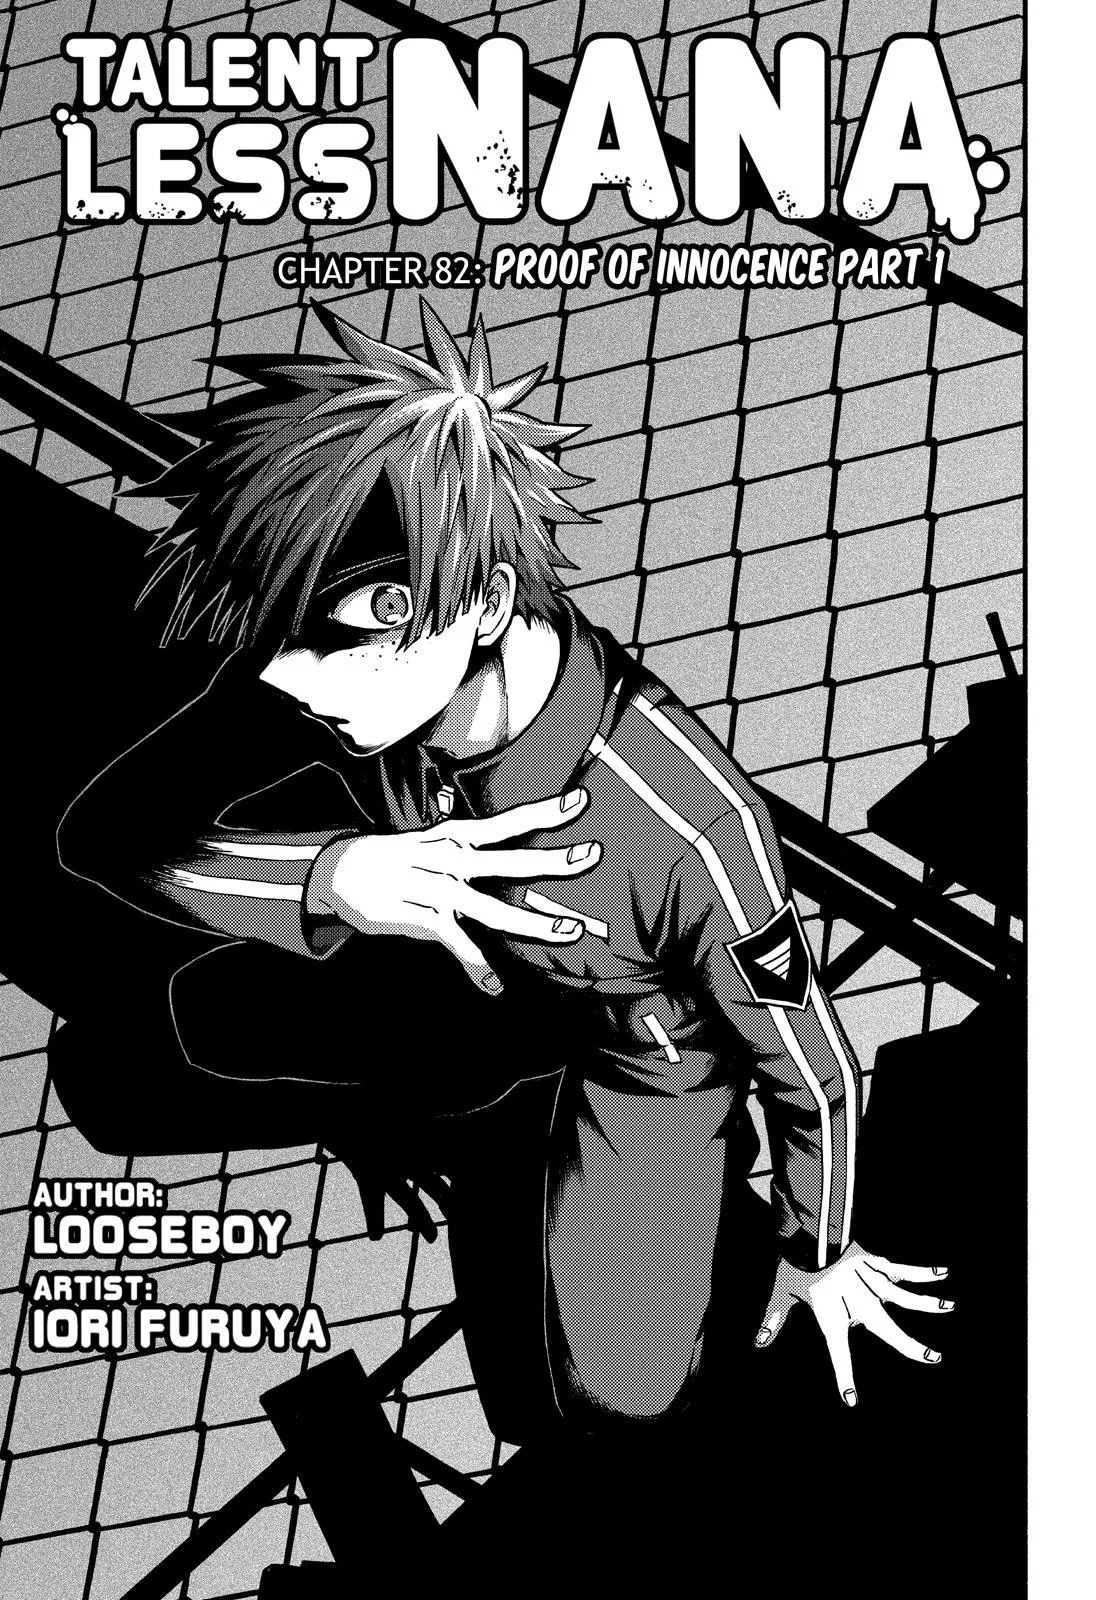 TALENT
LESS NANA
CHAPTER 82: PROOF OF INNOCENCE PART 1
AUTHOR:
LOOSEBOY
ARTIST:
IORI FURUYA